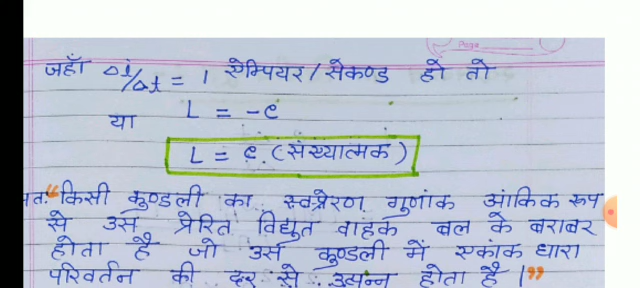 Page
जहाँ Δi/Δt = 1 ऐम्पियर / सेकण्ड हो तो
या L = -e
L = e. (संख्यात्मक)
अतः “किसी कुण्डली का स्वप्रेरण गुणांक आंकिक रूप
से उस प्रेरित विद्युत वाहक बल के बराबर
होता है जो उस कुण्डली में एकांक धारा
परिवर्तन की दर से उत्पन्न होता है।”